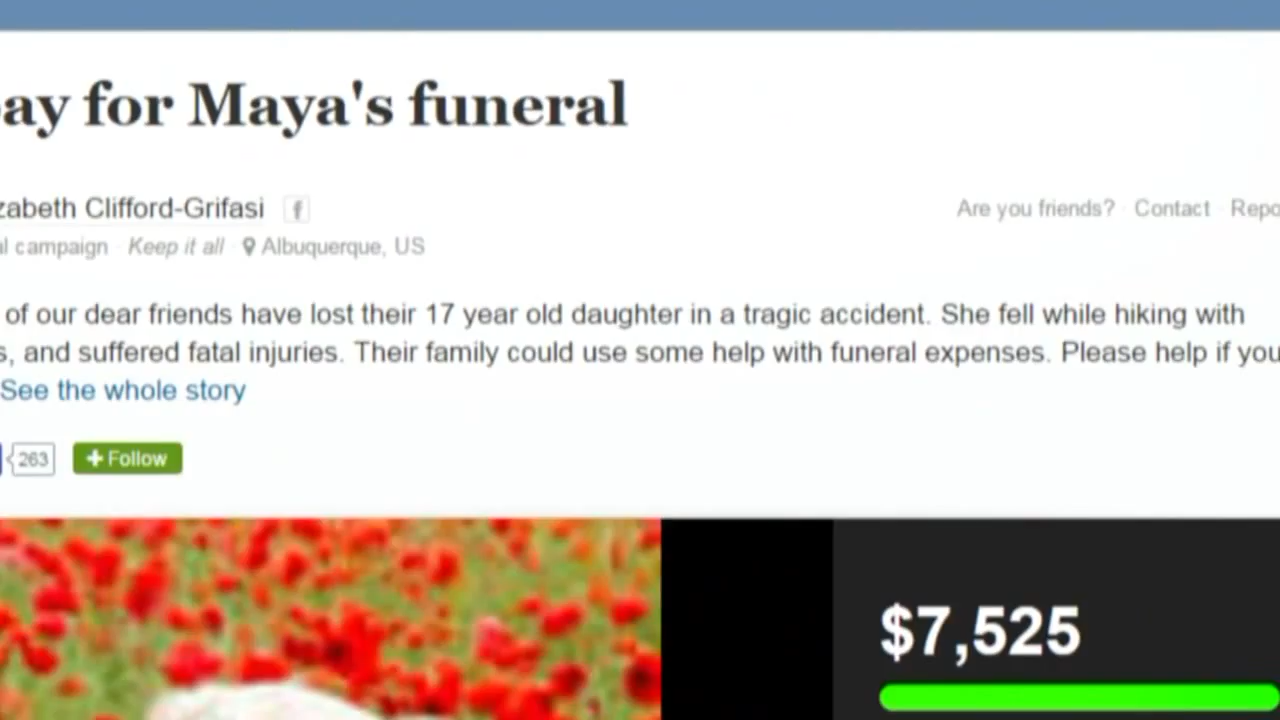 ay for Maya's funeral
zabeth Clifford-Grifasi f
Are you friends? · Contact · Repo
l campaign · Keep it all · Albuquerque, US
of our dear friends have lost their 17 year old daughter in a tragic accident. She fell while hiking with
s, and suffered fatal injuries. Their family could use some help with funeral expenses. Please help if you
See the whole story
263 + Follow
$7,525